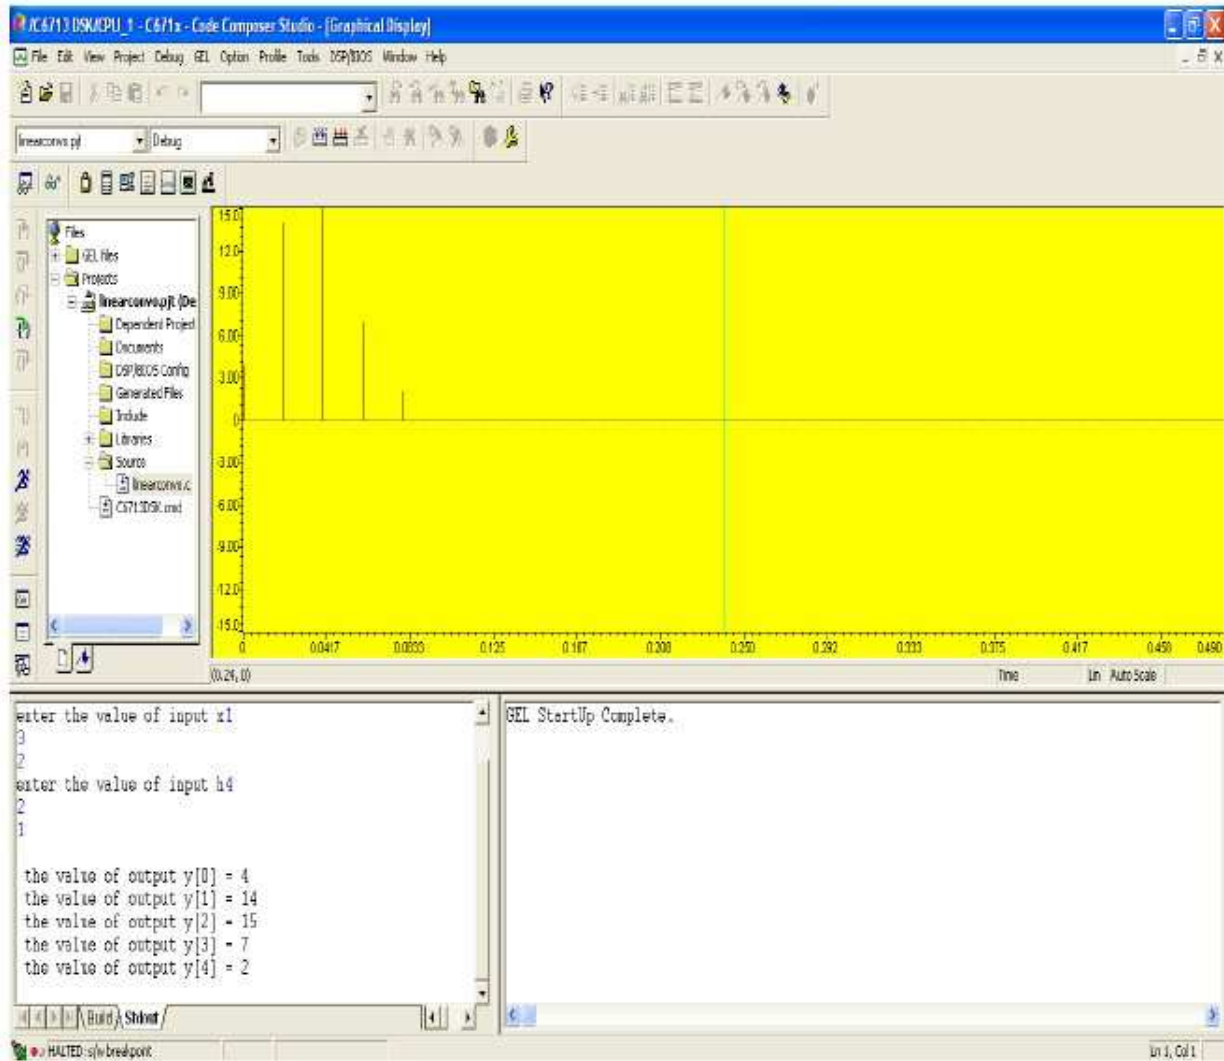 /C6713 DSK/CPU_1 - C671x - Code Composer Studio - [Graphical Display]
File Edit View Project Debug GEL Option Profile Tools DSP/BIOS Window Help
linearconvo.pjt Debug
Files
GEL files
Projects
linearconvo.pjt (De
Dependent Project
Documents
DSP/BIOS Config
Generated Files
Include
Libraries
Source
linearconvo.c
C6713DSK.cmd
15.0
12.0
9.00
6.00
3.00
0
-3.00
-6.00
-9.00
-12.0
-15.0
0 0.0417 0.0833 0.125 0.167 0.208 0.250 0.292 0.333 0.375 0.417 0.458 0.490
(0.24, 0) Time Lin Auto Scale
enter the value of input x1
3
2
enter the value of input h4
2
1
the value of output y[0] = 4
the value of output y[1] = 14
the value of output y[2] = 15
the value of output y[3] = 7
the value of output y[4] = 2
GEL StartUp Complete.
Build Stdout
HALTED: s/w breakpoint Ln 1, Col 1